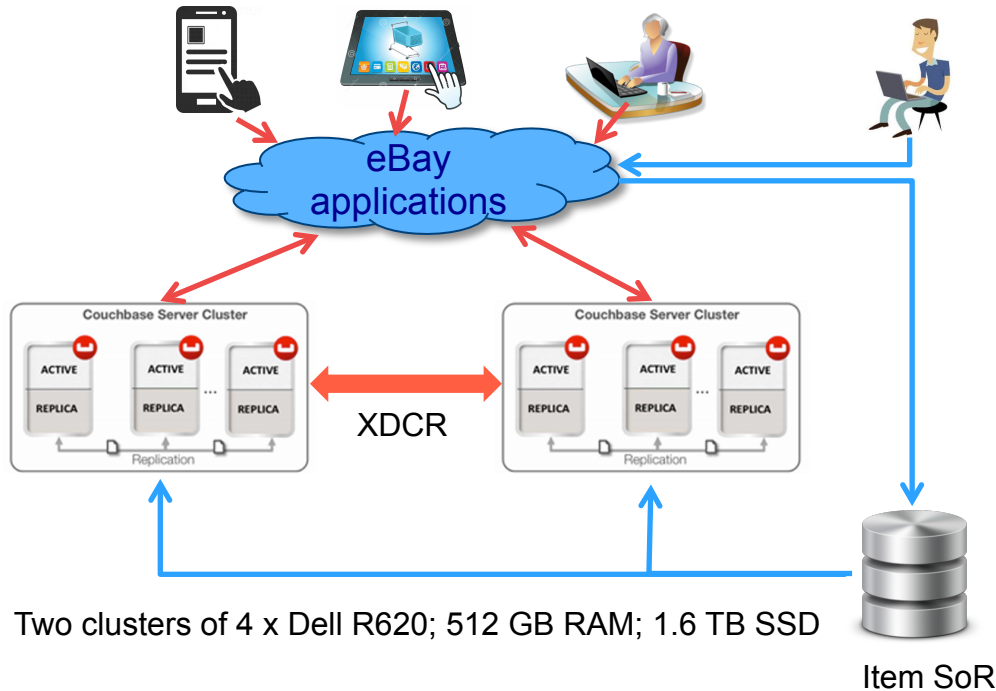 eBay
applications
Couchbase Server Cluster
ACTIVE
ACTIVE
ACTIVE
...
REPLICA
REPLICA
REPLICA
Replication
XDCR
Couchbase Server Cluster
ACTIVE
ACTIVE
ACTIVE
...
REPLICA
REPLICA
REPLICA
Replication
Two clusters of 4 x Dell R620; 512 GB RAM; 1.6 TB SSD
Item SoR